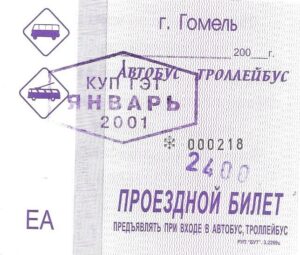 г. Гомель
200 г.
АВТОБУС ТРОЛЛЕЙБУС
КУП ГЭТ
ЯНВАРЬ
2001
* 000218
2400
ПРОЕЗДНОЙ БИЛЕТ
ЕА
ПРЕДЪЯВЛЯТЬ ПРИ ВХОДЕ В АВТОБУС, ТРОЛЛЕЙБУС